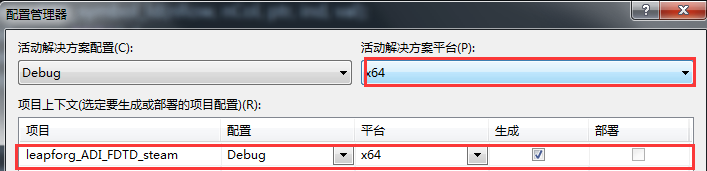 配置管理器
活动解决方案配置(C):
活动解决方案平台(P):
Debug
x64
项目上下文(选定要生成或部署的项目配置)(R):
项目 配置 平台 生成 部署
leapforg_ADI_FDTD_steam Debug x64